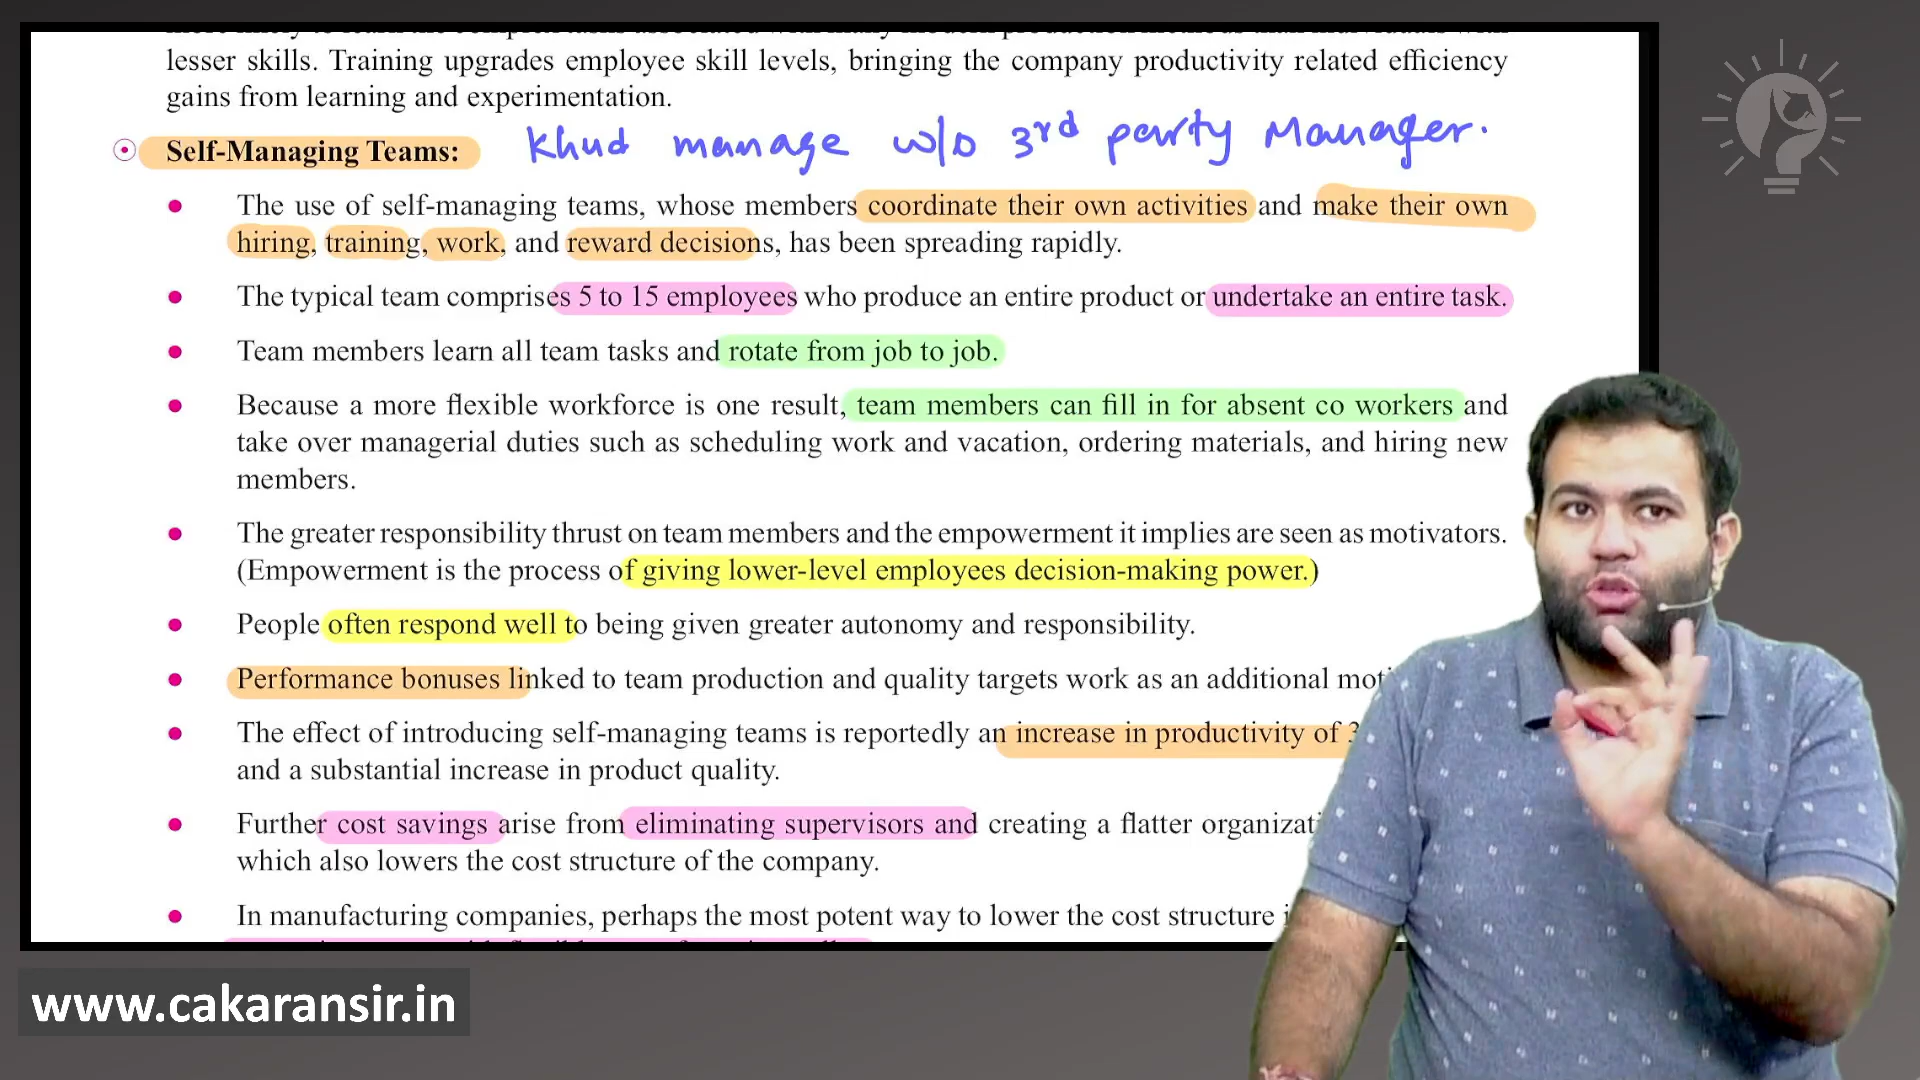 lesser skills. Training upgrades employee skill levels, bringing the company productivity related efficiency
gains from learning and experimentation.
Self-Managing Teams: Khud manage w/o 3rd party Manager.
The use of self-managing teams, whose members coordinate their own activities and make their own
hiring, training, work, and reward decisions, has been spreading rapidly.
The typical team comprises 5 to 15 employees who produce an entire product or undertake an entire task.
Team members learn all team tasks and rotate from job to job.
Because a more flexible workforce is one result, team members can fill in for absent co workers and
take over managerial duties such as scheduling work and vacation, ordering materials, and hiring new
members.
The greater responsibility thrust on team members and the empowerment it implies are seen as motivators.
(Empowerment is the process of giving lower-level employees decision-making power.)
People often respond well to being given greater autonomy and responsibility.
Performance bonuses linked to team production and quality targets work as an additional
The effect of introducing self-managing teams is reportedly an increase in productivity of
and a substantial increase in product quality.
Further cost savings arise from eliminating supervisors and creating a flatter
which also lowers the cost structure of the company.
In manufacturing companies, perhaps the most potent way to lower the cost structure
www.cakaransir.in